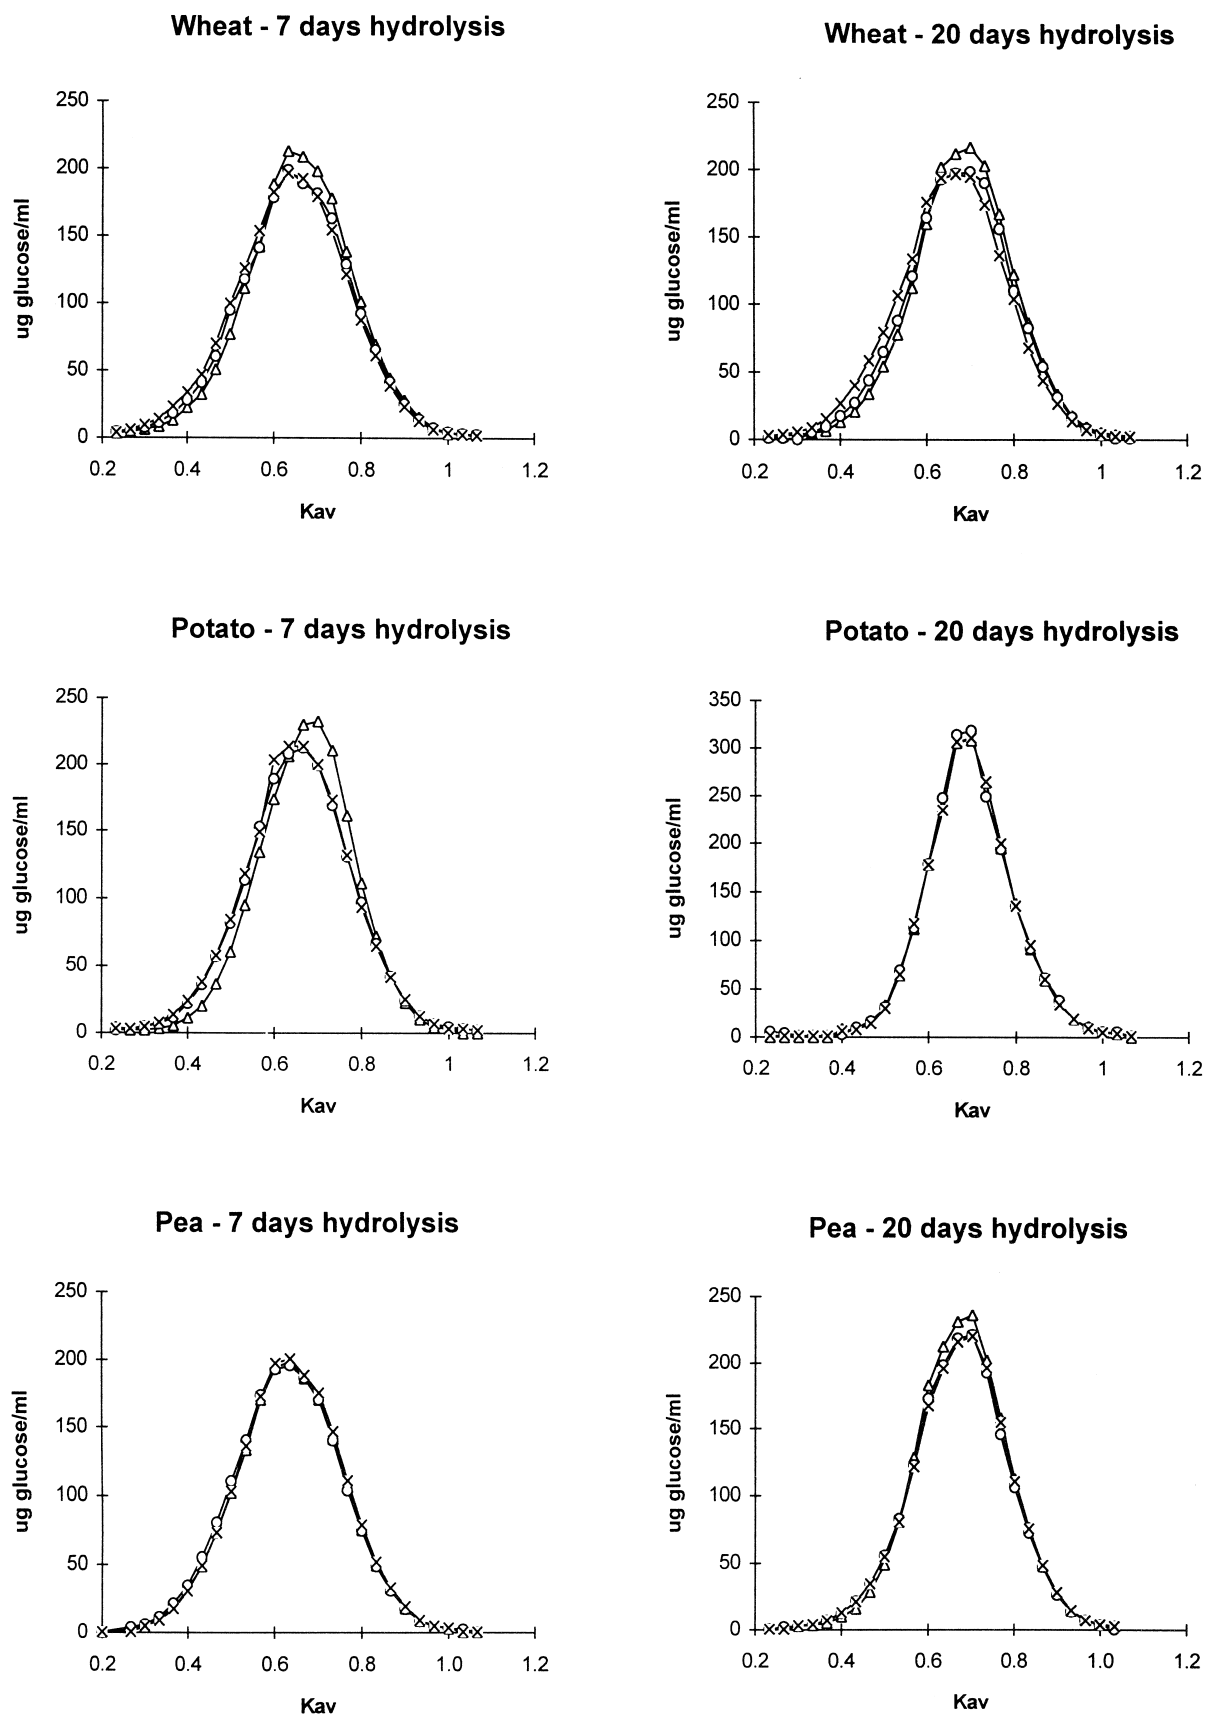 Wheat - 7 days hydrolysis
250
200
150
100
50
0
ug glucose/ml
0.2 0.4 0.6 0.8 1 1.2
Kav
Wheat - 20 days hydrolysis
250
200
150
100
50
0
ug glucose/ml
0.2 0.4 0.6 0.8 1 1.2
Kav
Potato - 7 days hydrolysis
250
200
150
100
50
0
ug glucose/ml
0.2 0.4 0.6 0.8 1 1.2
Kav
Potato - 20 days hydrolysis
350
300
250
200
150
100
50
0
ug glucose/ml
0.2 0.4 0.6 0.8 1 1.2
Kav
Pea - 7 days hydrolysis
250
200
150
100
50
0
ug glucose/ml
0.2 0.4 0.6 0.8 1.0 1.2
Kav
Pea - 20 days hydrolysis
250
200
150
100
50
0
ug glucose/ml
0.2 0.4 0.6 0.8 1.0 1.2
Kav